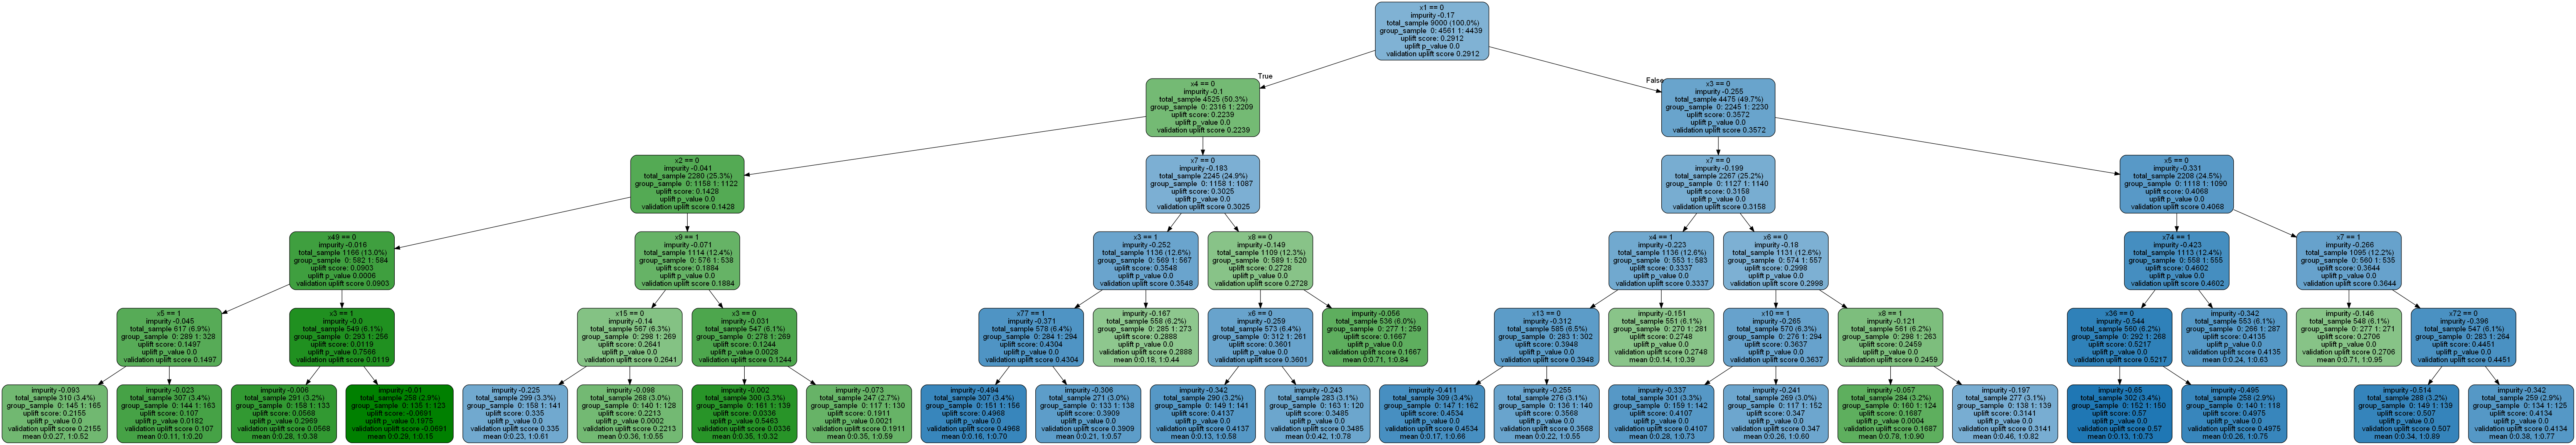 x1 == 0
impurity -0.17
total_sample 9000 (100.0%)
group_sample 0: 4561 1: 4439
uplift score: 0.2912
uplift p_value 0.0
validation uplift score 0.2912
True
False
x4 == 0
impurity -0.1
total_sample 4525 (50.3%)
group_sample 0: 2316 1: 2209
uplift score: 0.2239
uplift p_value 0.0
validation uplift score 0.2239
x3 == 0
impurity -0.255
total_sample 4475 (49.7%)
group_sample 0: 2245 1: 2230
uplift score: 0.3572
uplift p_value 0.0
validation uplift score 0.3572
x2 == 0
impurity -0.041
total_sample 2280 (25.3%)
group_sample 0: 1158 1: 1122
uplift score: 0.1428
uplift p_value 0.0
validation uplift score 0.1428
x7 == 0
impurity -0.183
total_sample 2245 (24.9%)
group_sample 0: 1158 1: 1087
uplift score: 0.3025
uplift p_value 0.0
validation uplift score 0.3025
x7 == 0
impurity -0.199
total_sample 2267 (25.2%)
group_sample 0: 1127 1: 1140
uplift score: 0.3158
uplift p_value 0.0
validation uplift score 0.3158
x5 == 0
impurity -0.331
total_sample 2208 (24.5%)
group_sample 0: 1118 1: 1090
uplift score: 0.4068
uplift p_value 0.0
validation uplift score 0.4068
x49 == 0
impurity -0.016
total_sample 1166 (13.0%)
group_sample 0: 582 1: 584
uplift score: 0.0903
uplift p_value 0.0006
validation uplift score 0.0903
x9 == 1
impurity -0.071
total_sample 1114 (12.4%)
group_sample 0: 576 1: 538
uplift score: 0.1884
uplift p_value 0.0
validation uplift score 0.1884
x3 == 1
impurity -0.252
total_sample 1136 (12.6%)
group_sample 0: 569 1: 567
uplift score: 0.3548
uplift p_value 0.0
validation uplift score 0.3548
x8 == 0
impurity -0.149
total_sample 1109 (12.3%)
group_sample 0: 589 1: 520
uplift score: 0.2728
uplift p_value 0.0
validation uplift score 0.2728
x4 == 1
impurity -0.223
total_sample 1136 (12.6%)
group_sample 0: 553 1: 583
uplift score: 0.3337
uplift p_value 0.0
validation uplift score 0.3337
x6 == 0
impurity -0.18
total_sample 1131 (12.6%)
group_sample 0: 574 1: 557
uplift score: 0.2998
uplift p_value 0.0
validation uplift score 0.2998
x74 == 1
impurity -0.423
total_sample 1113 (12.4%)
group_sample 0: 558 1: 555
uplift score: 0.4602
uplift p_value 0.0
validation uplift score 0.4602
x7 == 1
impurity -0.266
total_sample 1095 (12.2%)
group_sample 0: 560 1: 535
uplift score: 0.3644
uplift p_value 0.0
validation uplift score 0.3644
x5 == 1
impurity -0.045
total_sample 617 (6.9%)
group_sample 0: 289 1: 328
uplift score: 0.1497
uplift p_value 0.0
validation uplift score 0.1497
x3 == 1
impurity -0.0
total_sample 549 (6.1%)
group_sample 0: 293 1: 256
uplift score: 0.0119
uplift p_value 0.7566
validation uplift score 0.0119
x15 == 0
impurity -0.14
total_sample 567 (6.3%)
group_sample 0: 298 1: 269
uplift score: 0.2641
uplift p_value 0.0
validation uplift score 0.2641
x3 == 0
impurity -0.031
total_sample 547 (6.1%)
group_sample 0: 278 1: 269
uplift score: 0.1244
uplift p_value 0.0028
validation uplift score 0.1244
x77 == 1
impurity -0.371
total_sample 578 (6.4%)
group_sample 0: 284 1: 294
uplift score: 0.4304
uplift p_value 0.0
validation uplift score 0.4304
impurity -0.167
total_sample 558 (6.2%)
group_sample 0: 285 1: 273
uplift score: 0.2888
uplift p_value 0.0
validation uplift score 0.2888
mean 0:0.18, 1:0.44
x6 == 0
impurity -0.259
total_sample 573 (6.4%)
group_sample 0: 312 1: 261
uplift score: 0.3601
uplift p_value 0.0
validation uplift score 0.3601
impurity -0.056
total_sample 536 (6.0%)
group_sample 0: 277 1: 259
uplift score: 0.1667
uplift p_value 0.0
validation uplift score 0.1667
mean 0:0.71, 1:0.84
x13 == 0
impurity -0.312
total_sample 585 (6.5%)
group_sample 0: 283 1: 302
uplift score: 0.3948
uplift p_value 0.0
validation uplift score 0.3948
impurity -0.151
total_sample 551 (6.1%)
group_sample 0: 270 1: 281
uplift score: 0.2748
uplift p_value 0.0
validation uplift score 0.2748
mean 0:0.14, 1:0.39
x10 == 1
impurity -0.265
total_sample 570 (6.3%)
group_sample 0: 276 1: 294
uplift score: 0.3637
uplift p_value 0.0
validation uplift score 0.3637
x8 == 1
impurity -0.121
total_sample 561 (6.2%)
group_sample 0: 298 1: 263
uplift score: 0.2459
uplift p_value 0.0
validation uplift score 0.2459
x36 == 0
impurity -0.544
total_sample 560 (6.2%)
group_sample 0: 292 1: 268
uplift score: 0.5217
uplift p_value 0.0
validation uplift score 0.5217
impurity -0.342
total_sample 553 (6.1%)
group_sample 0: 266 1: 287
uplift score: 0.4135
uplift p_value 0.0
validation uplift score 0.4135
mean 0:0.24, 1:0.63
impurity -0.146
total_sample 548 (6.1%)
group_sample 0: 277 1: 271
uplift score: 0.2706
uplift p_value 0.0
validation uplift score 0.2706
mean 0:0.71, 1:0.95
x72 == 0
impurity -0.396
total_sample 547 (6.1%)
group_sample 0: 283 1: 264
uplift score: 0.4451
uplift p_value 0.0
validation uplift score 0.4451
impurity -0.093
total_sample 310 (3.4%)
group_sample 0: 145 1: 165
uplift score: 0.2155
uplift p_value 0.0
validation uplift score 0.2155
mean 0:0.27, 1:0.52
impurity -0.023
total_sample 307 (3.4%)
group_sample 0: 144 1: 163
uplift score: 0.107
uplift p_value 0.0182
validation uplift score 0.107
mean 0:0.11, 1:0.20
impurity -0.006
total_sample 291 (3.2%)
group_sample 0: 158 1: 133
uplift score: 0.0568
uplift p_value 0.2969
validation uplift score 0.0568
mean 0:0.28, 1:0.38
impurity -0.01
total_sample 258 (2.9%)
group_sample 0: 135 1: 123
uplift score: -0.0691
uplift p_value 0.1975
validation uplift score -0.0691
mean 0:0.29, 1:0.15
impurity -0.225
total_sample 299 (3.3%)
group_sample 0: 158 1: 141
uplift score: 0.335
uplift p_value 0.0
validation uplift score 0.335
mean 0:0.23, 1:0.61
impurity -0.098
total_sample 268 (3.0%)
group_sample 0: 140 1: 128
uplift score: 0.2213
uplift p_value 0.0002
validation uplift score 0.2213
mean 0:0.36, 1:0.55
impurity -0.002
total_sample 300 (3.3%)
group_sample 0: 161 1: 139
uplift score: 0.0336
uplift p_value 0.5463
validation uplift score 0.0336
mean 0:0.35, 1:0.32
impurity -0.073
total_sample 247 (2.7%)
group_sample 0: 117 1: 130
uplift score: 0.1911
uplift p_value 0.0021
validation uplift score 0.1911
mean 0:0.35, 1:0.59
impurity -0.494
total_sample 307 (3.4%)
group_sample 0: 151 1: 156
uplift score: 0.4968
uplift p_value 0.0
validation uplift score 0.4968
mean 0:0.16, 1:0.70
impurity -0.306
total_sample 271 (3.0%)
group_sample 0: 133 1: 138
uplift score: 0.3909
uplift p_value 0.0
validation uplift score 0.3909
mean 0:0.21, 1:0.57
impurity -0.342
total_sample 290 (3.2%)
group_sample 0: 149 1: 141
uplift score: 0.4137
uplift p_value 0.0
validation uplift score 0.4137
mean 0:0.13, 1:0.58
impurity -0.243
total_sample 283 (3.1%)
group_sample 0: 163 1: 120
uplift score: 0.3485
uplift p_value 0.0
validation uplift score 0.3485
mean 0:0.42, 1:0.78
impurity -0.411
total_sample 309 (3.4%)
group_sample 0: 147 1: 162
uplift score: 0.4534
uplift p_value 0.0
validation uplift score 0.4534
mean 0:0.17, 1:0.66
impurity -0.255
total_sample 276 (3.1%)
group_sample 0: 136 1: 140
uplift score: 0.3568
uplift p_value 0.0
validation uplift score 0.3568
mean 0:0.22, 1:0.55
impurity -0.337
total_sample 301 (3.3%)
group_sample 0: 159 1: 142
uplift score: 0.4107
uplift p_value 0.0
validation uplift score 0.4107
mean 0:0.28, 1:0.73
impurity -0.241
total_sample 269 (3.0%)
group_sample 0: 117 1: 152
uplift score: 0.347
uplift p_value 0.0
validation uplift score 0.347
mean 0:0.26, 1:0.60
impurity -0.057
total_sample 284 (3.2%)
group_sample 0: 160 1: 124
uplift score: 0.1687
uplift p_value 0.0004
validation uplift score 0.1687
mean 0:0.78, 1:0.90
impurity -0.197
total_sample 277 (3.1%)
group_sample 0: 138 1: 139
uplift score: 0.3141
uplift p_value 0.0
validation uplift score 0.3141
mean 0:0.46, 1:0.82
impurity -0.65
total_sample 302 (3.4%)
group_sample 0: 152 1: 150
uplift score: 0.57
uplift p_value 0.0
validation uplift score 0.57
mean 0:0.13, 1:0.73
impurity -0.495
total_sample 258 (2.9%)
group_sample 0: 140 1: 118
uplift score: 0.4975
uplift p_value 0.0
validation uplift score 0.4975
mean 0:0.26, 1:0.75
impurity -0.514
total_sample 288 (3.2%)
group_sample 0: 149 1: 139
uplift score: 0.507
uplift p_value 0.0
validation uplift score 0.507
mean 0:0.34, 1:0.89
impurity -0.342
total_sample 259 (2.9%)
group_sample 0: 134 1: 125
uplift score: 0.4134
uplift p_value 0.0
validation uplift score 0.4134
mean 0:0.38, 1:0.77